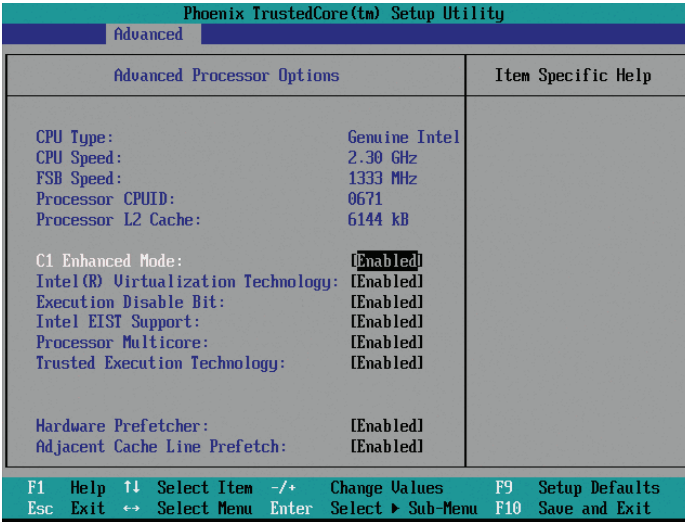 Phoenix TrustedCore(tm) Setup Utility
Advanced
Advanced Processor Options
Item Specific Help
CPU Type: Genuine Intel
CPU Speed: 2.30 GHz
FSB Speed: 1333 MHz
Processor CPUID: 0671
Processor L2 Cache: 6144 kB
C1 Enhanced Mode: [Enabled]
Intel(R) Virtualization Technology: [Enabled]
Execution Disable Bit: [Enabled]
Intel EIST Support: [Enabled]
Processor Multicore: [Enabled]
Trusted Execution Technology: [Enabled]
Hardware Prefetcher: [Enabled]
Adjacent Cache Line Prefetch: [Enabled]
F1 Help ↑↓ Select Item -/+ Change Values F9 Setup Defaults
Esc Exit ↔ Select Menu Enter Select ▶ Sub-Menu F10 Save and Exit